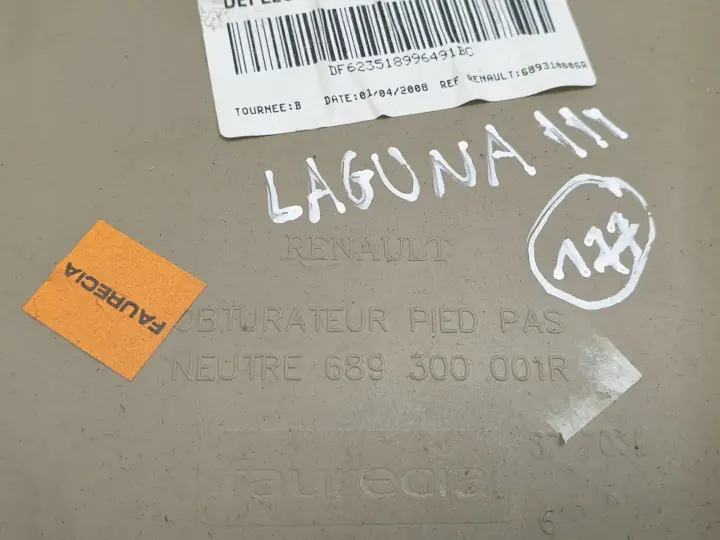 DF623518996491BC
TOURNEE:B DATE:01/04/2008 REF RENAULT:689310006R
LAGUNA III
177
RENAULT
FAURECIA
OBTURATEUR PIED PAS
NEUTRE 689 300 001R
faurecia